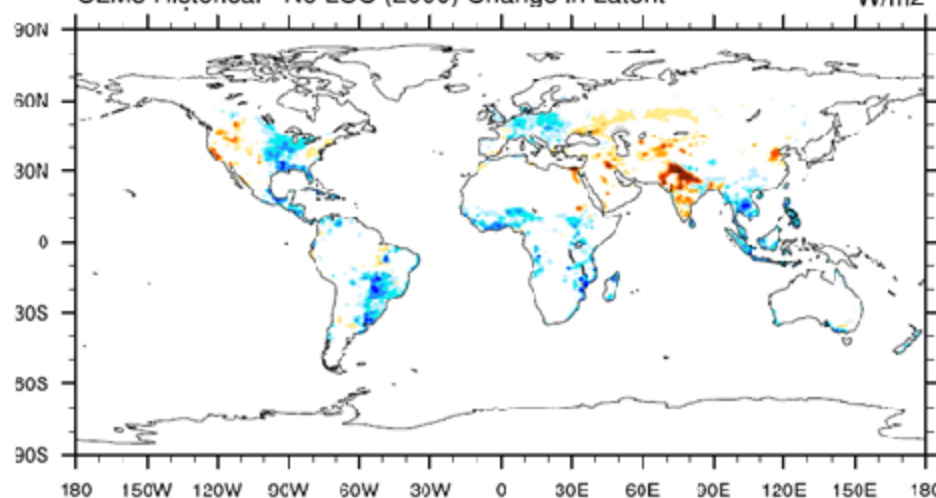 CLM5 Historical - No LUC (2000) Change in Latent W/m2
90N
60N
30N
0
30S
60S
90S
180 150W 120W 90W 60W 30W 0 30E 60E 90E 120E 150E 180